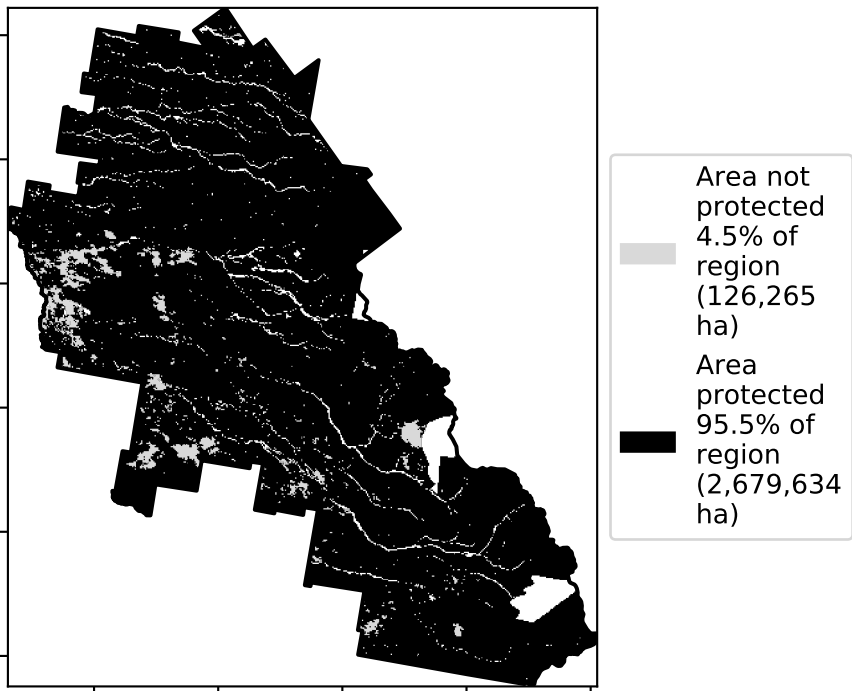 Area not
protected
4.5% of
region
(126,265
ha)
Area
protected
95.5% of
region
(2,679,634
ha)